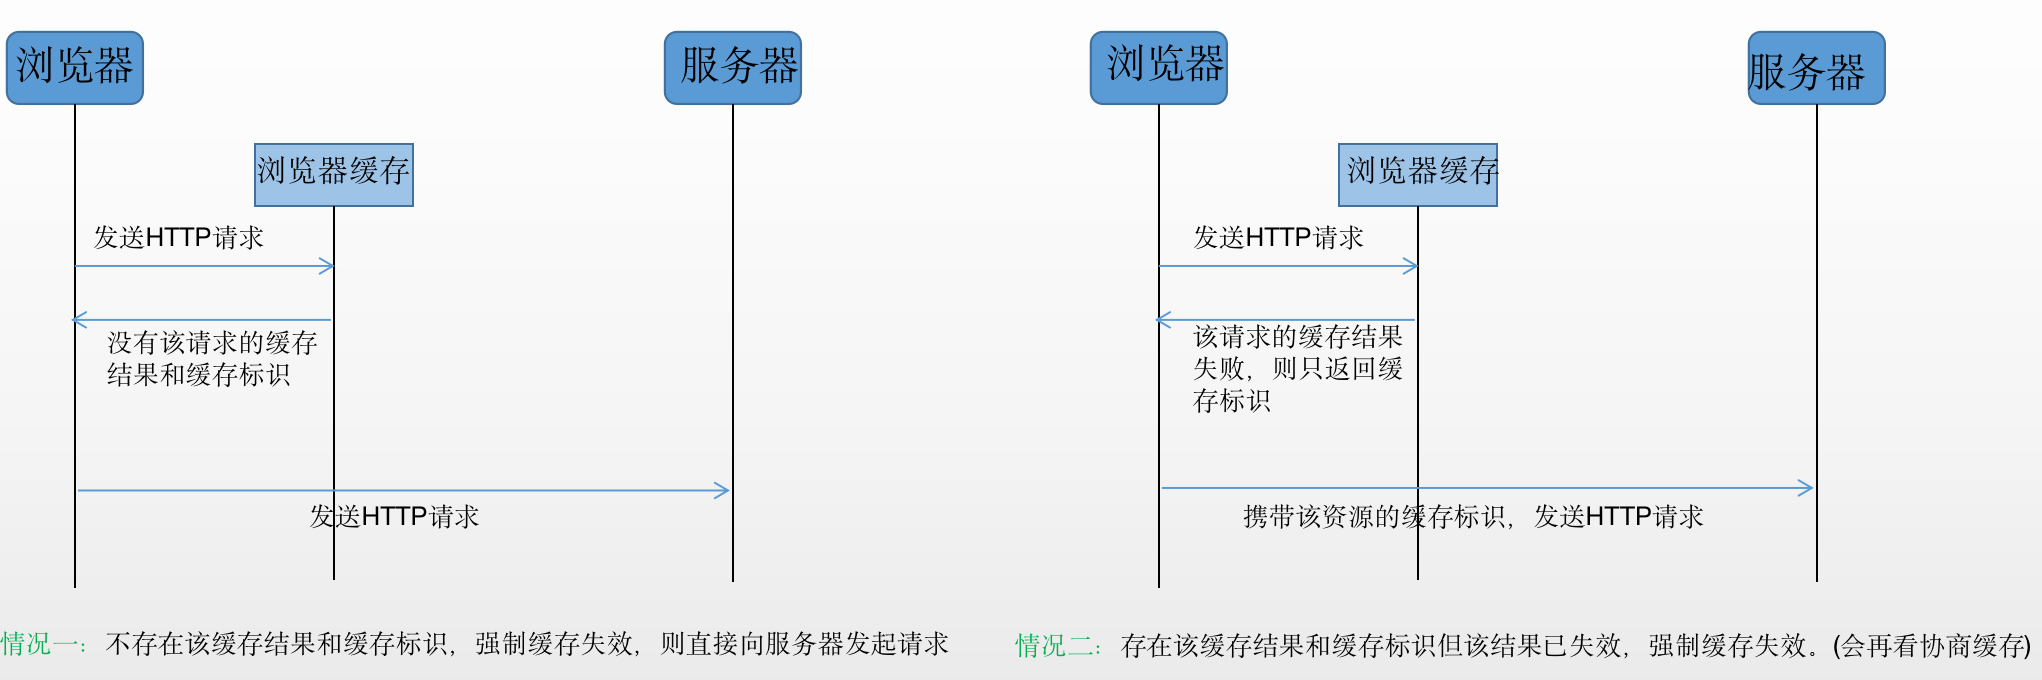 浏览器
服务器
浏览器缓存
发送HTTP请求
没有该请求的缓存
结果和缓存标识
发送HTTP请求
情况一：不存在该缓存结果和缓存标识，强制缓存失效，则直接向服务器发起请求
浏览器
服务器
浏览器缓存
发送HTTP请求
该请求的缓存结果
失败，则只返回缓
存标识
携带该资源的缓存标识，发送HTTP请求
情况二：存在该缓存结果和缓存标识但该结果已失效，强制缓存失效。(会再看协商缓存)